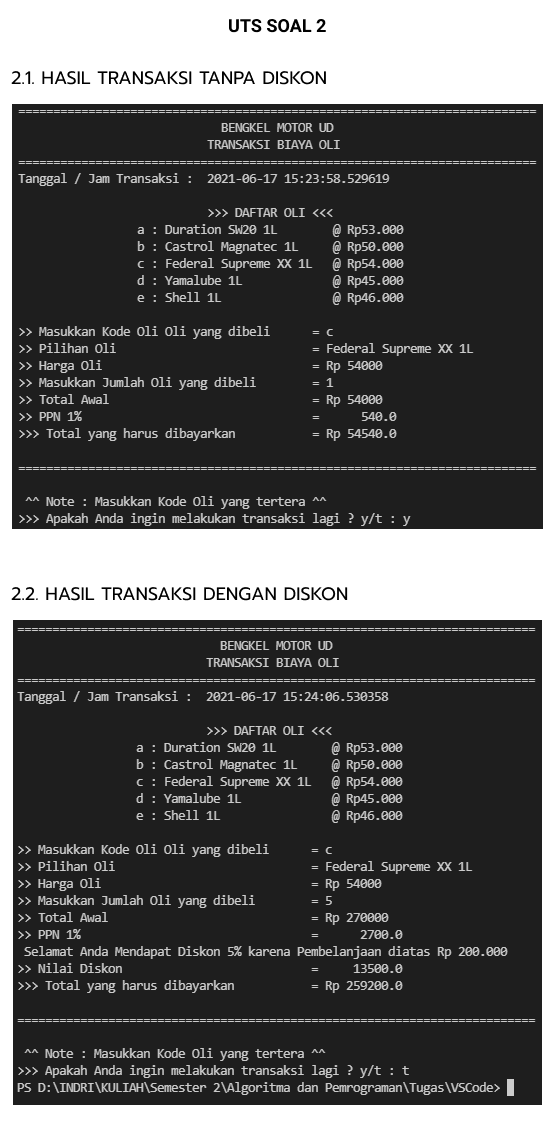 UTS SOAL 2
2.1. HASIL TRANSAKSI TANPA DISKON
==========================================================================
BENGKEL MOTOR UD
TRANSAKSI BIAYA OLI
==========================================================================
Tanggal / Jam Transaksi :  2021-06-17 15:23:58.529619
>>> DAFTAR OLI <<<
a : Duration SW20 1L        @ Rp53.000
b : Castrol Magnatec 1L     @ Rp50.000
c : Federal Supreme XX 1L   @ Rp54.000
d : Yamalube 1L             @ Rp45.000
e : Shell 1L                @ Rp46.000
>> Masukkan Kode Oli Oli yang dibeli      = c
>> Pilihan Oli                            = Federal Supreme XX 1L
>> Harga Oli                              = Rp 54000
>> Masukkan Jumlah Oli yang dibeli        = 1
>> Total Awal                             = Rp 54000
>> PPN 1%                                 =      540.0
>>> Total yang harus dibayarkan           = Rp 54540.0
==========================================================================
^^ Note : Masukkan Kode Oli yang tertera ^^
>>> Apakah Anda ingin melakukan transaksi lagi ? y/t : y
2.2. HASIL TRANSAKSI DENGAN DISKON
==========================================================================
BENGKEL MOTOR UD
TRANSAKSI BIAYA OLI
==========================================================================
Tanggal / Jam Transaksi :  2021-06-17 15:24:06.530358
>>> DAFTAR OLI <<<
a : Duration SW20 1L        @ Rp53.000
b : Castrol Magnatec 1L     @ Rp50.000
c : Federal Supreme XX 1L   @ Rp54.000
d : Yamalube 1L             @ Rp45.000
e : Shell 1L                @ Rp46.000
>> Masukkan Kode Oli Oli yang dibeli      = c
>> Pilihan Oli                            = Federal Supreme XX 1L
>> Harga Oli                              = Rp 54000
>> Masukkan Jumlah Oli yang dibeli        = 5
>> Total Awal                             = Rp 270000
>> PPN 1%                                 =      2700.0
Selamat Anda Mendapat Diskon 5% karena Pembelanjaan diatas Rp 200.000
>> Nilai Diskon                           =     13500.0
>>> Total yang harus dibayarkan           = Rp 259200.0
==========================================================================
^^ Note : Masukkan Kode Oli yang tertera ^^
>>> Apakah Anda ingin melakukan transaksi lagi ? y/t : t
PS D:\INDRI\KULIAH\Semester 2\Algoritma dan Pemrograman\Tugas\VSCode>